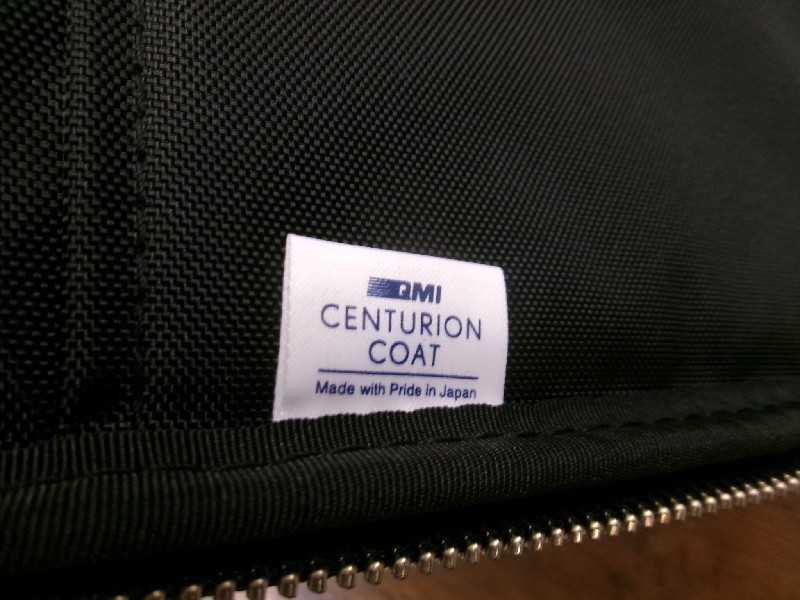 QMI
CENTURION
COAT
Made with Pride in Japan